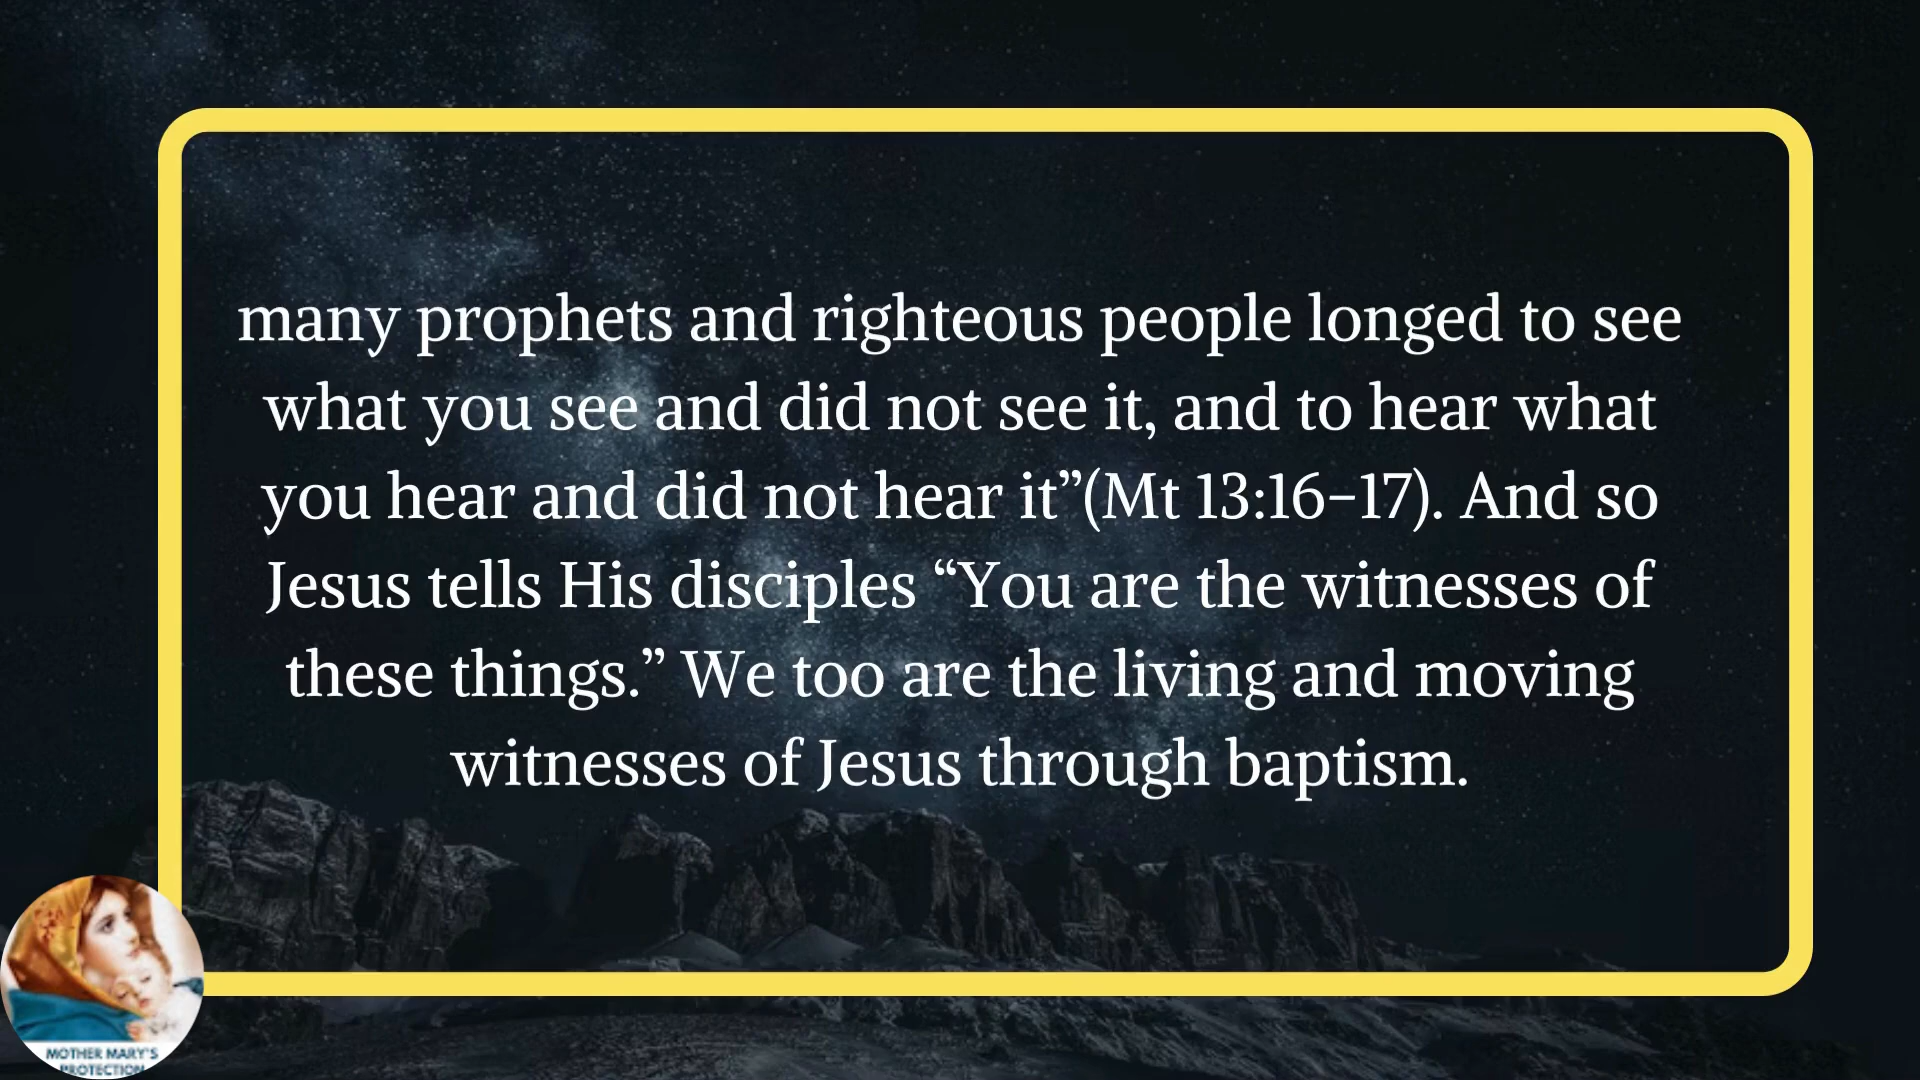 many prophets and righteous people longed to see
what you see and did not see it, and to hear what
you hear and did not hear it”(Mt 13:16–17). And so
Jesus tells His disciples “You are the witnesses of
these things.” We too are the living and moving
witnesses of Jesus through baptism.
MOTHER MARY'S
PROTECTION